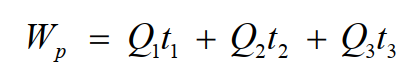 W_p = Q_1t_1 + Q_2t_2 + Q_3t_3